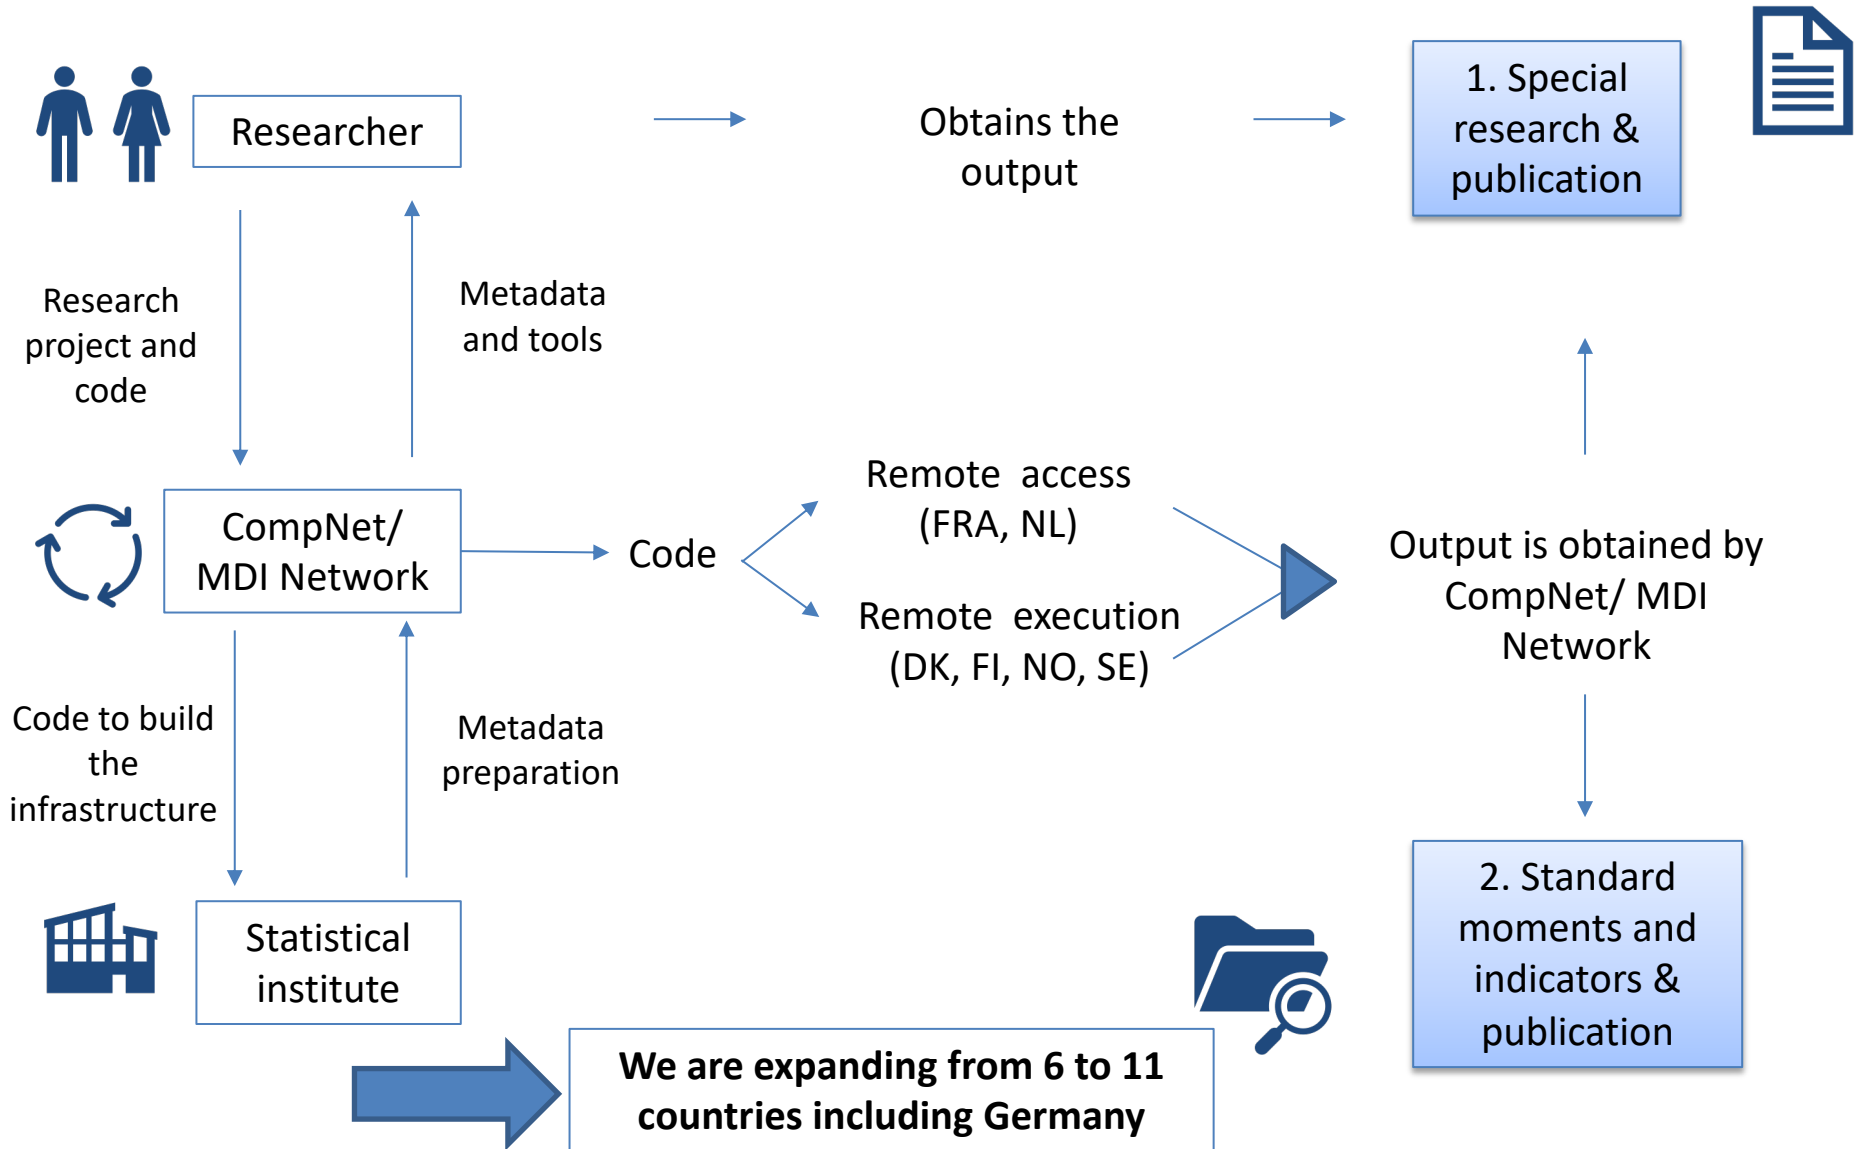 Researcher
Obtains the
output
1. Special
research &
publication
Research
project and
code
Metadata
and tools
CompNet/
MDI Network
Code
Remote  access
(FRA, NL)
Remote  execution
(DK, FI, NO, SE)
Output is obtained by
CompNet/ MDI
Network
Code to build
the
infrastructure
Metadata
preparation
Statistical
institute
2. Standard
moments and
indicators &
publication
We are expanding from 6 to 11
countries including Germany